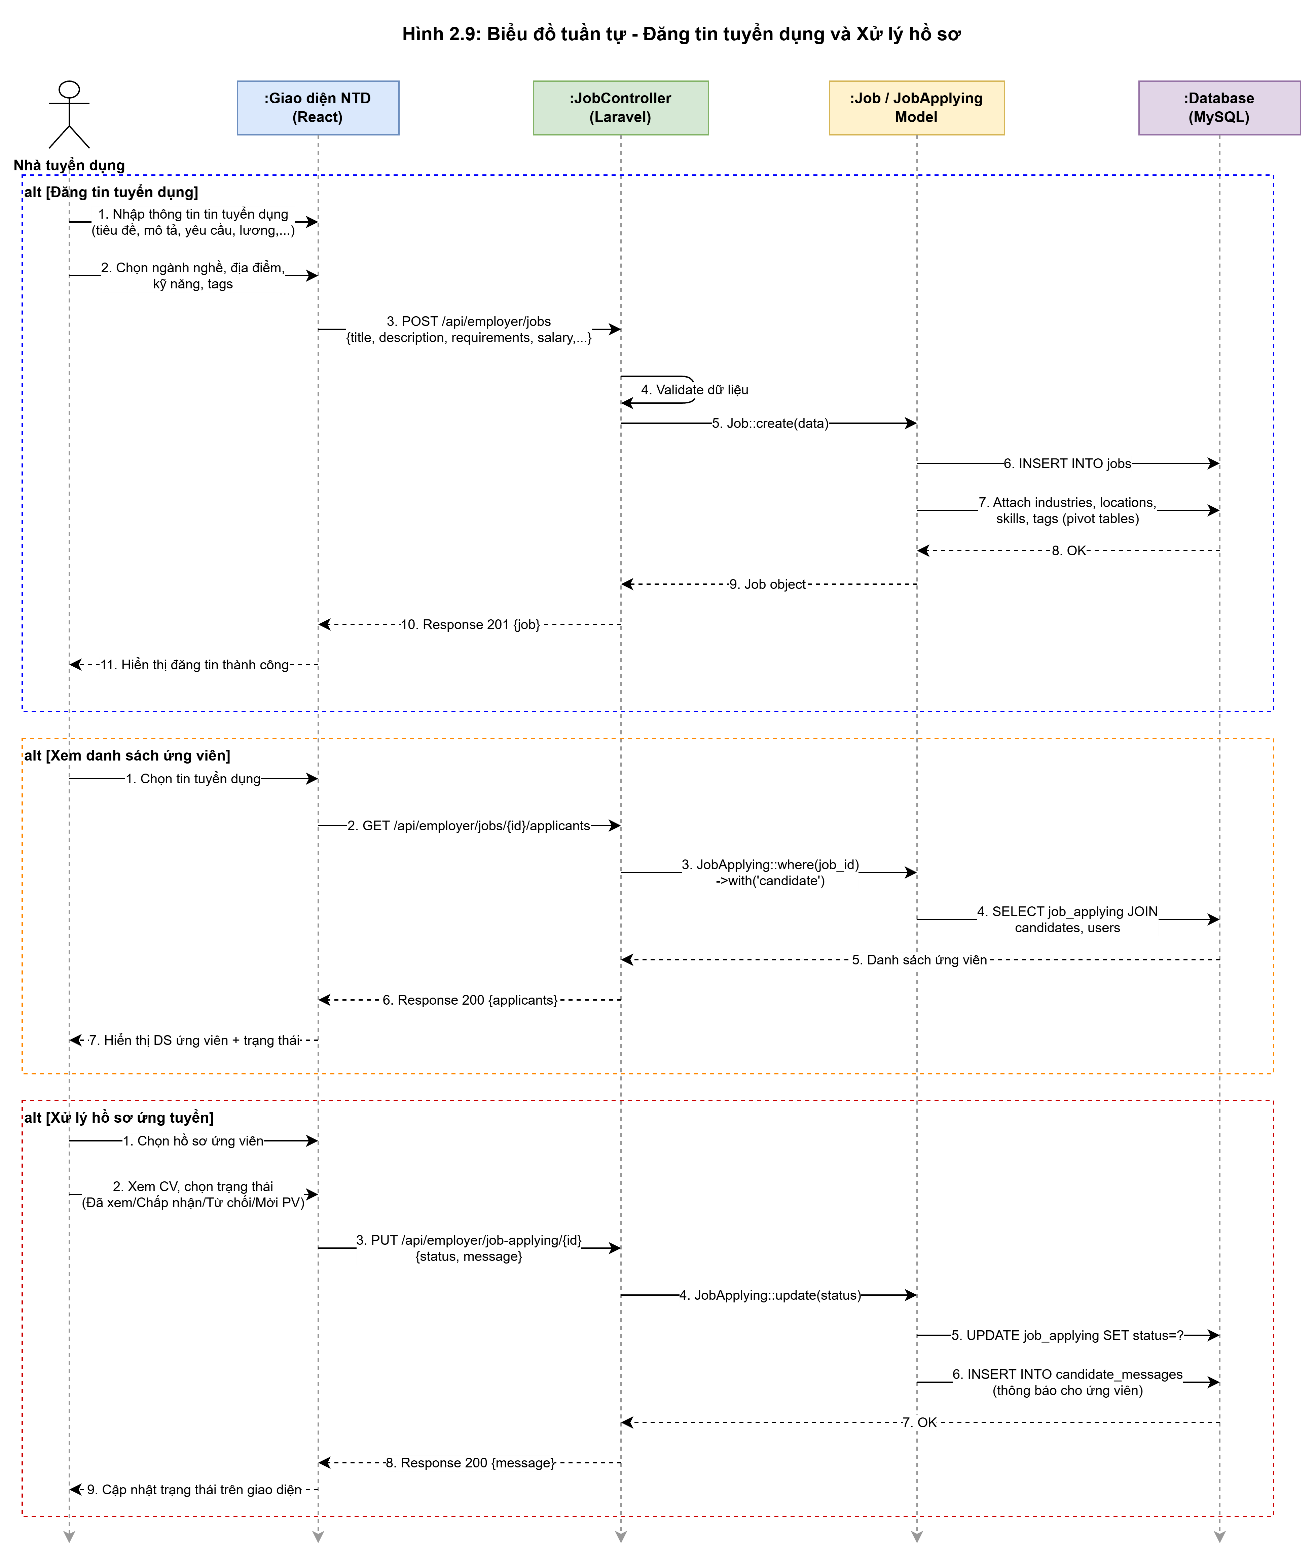 Hình 2.9: Biểu đồ tuần tự - Đăng tin tuyển dụng và Xử lý hồ sơ
Nhà tuyển dụng
:Giao diện NTD
(React)
:JobController
(Laravel)
:Job / JobApplying
Model
:Database
(MySQL)
alt [Đăng tin tuyển dụng]
1. Nhập thông tin tin tuyển dụng
(tiêu đề, mô tả, yêu cầu, lương,...)
2. Chọn ngành nghề, địa điểm,
kỹ năng, tags
3. POST /api/employer/jobs
{title, description, requirements, salary,...}
4. Validate dữ liệu
5. Job::create(data)
6. INSERT INTO jobs
7. Attach industries, locations,
skills, tags (pivot tables)
8. OK
9. Job object
10. Response 201 {job}
11. Hiển thị đăng tin thành công
alt [Xem danh sách ứng viên]
1. Chọn tin tuyển dụng
2. GET /api/employer/jobs/{id}/applicants
3. JobApplying::where(job_id)
->with('candidate')
4. SELECT job_applying JOIN
candidates, users
5. Danh sách ứng viên
6. Response 200 {applicants}
7. Hiển thị DS ứng viên + trạng thái
alt [Xử lý hồ sơ ứng tuyển]
1. Chọn hồ sơ ứng viên
2. Xem CV, chọn trạng thái
(Đã xem/Chấp nhận/Từ chối/Mời PV)
3. PUT /api/employer/job-applying/{id}
{status, message}
4. JobApplying::update(status)
5. UPDATE job_applying SET status=?
6. INSERT INTO candidate_messages
(thông báo cho ứng viên)
7. OK
8. Response 200 {message}
9. Cập nhật trạng thái trên giao diện